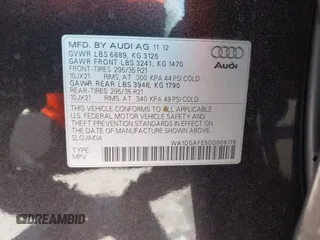 MFD. BY AUDI AG 11 12
GVWR LBS 6889, KG 3125
GAWR FRONT LBS 3241, KG 1470
FRONT-TIRES: 295/35 R21
10JX21 RIMS, AT 300 KPA 44 PSI COLD
GAWR REAR LBS 3946, KG 1790
REAR-TIRES: 295/35 R21
10JX21 RIMS, AT 340 KPA 49 PSI COLD
Audi
THIS VEHICLE CONFORMS TO ALL APPLICABLE
U.S. FEDERAL MOTOR VEHICLE SAFETY AND
THEFT PREVENTION STANDARDS IN EFFECT ON
THE DATE OF MANUFACTURE SHOWN ABOVE.
SLOVAKIA
TYPE: MPV
DREAMBID